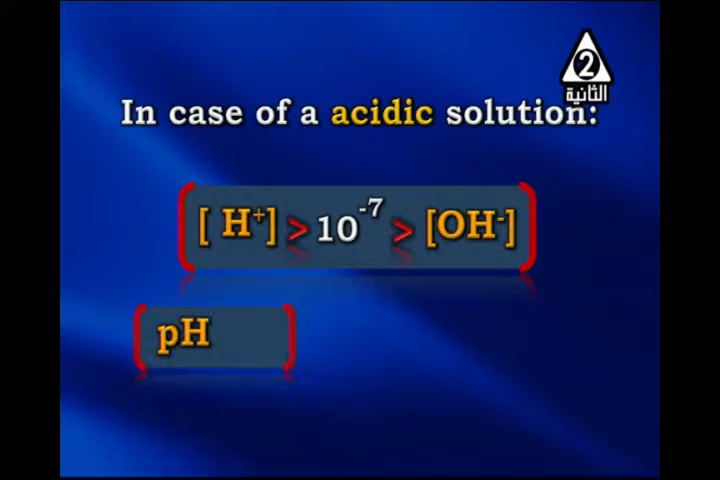 2
الثانية
In case of a acidic solution:
[ H⁺] > 10⁻⁷ > [OH⁻]
pH